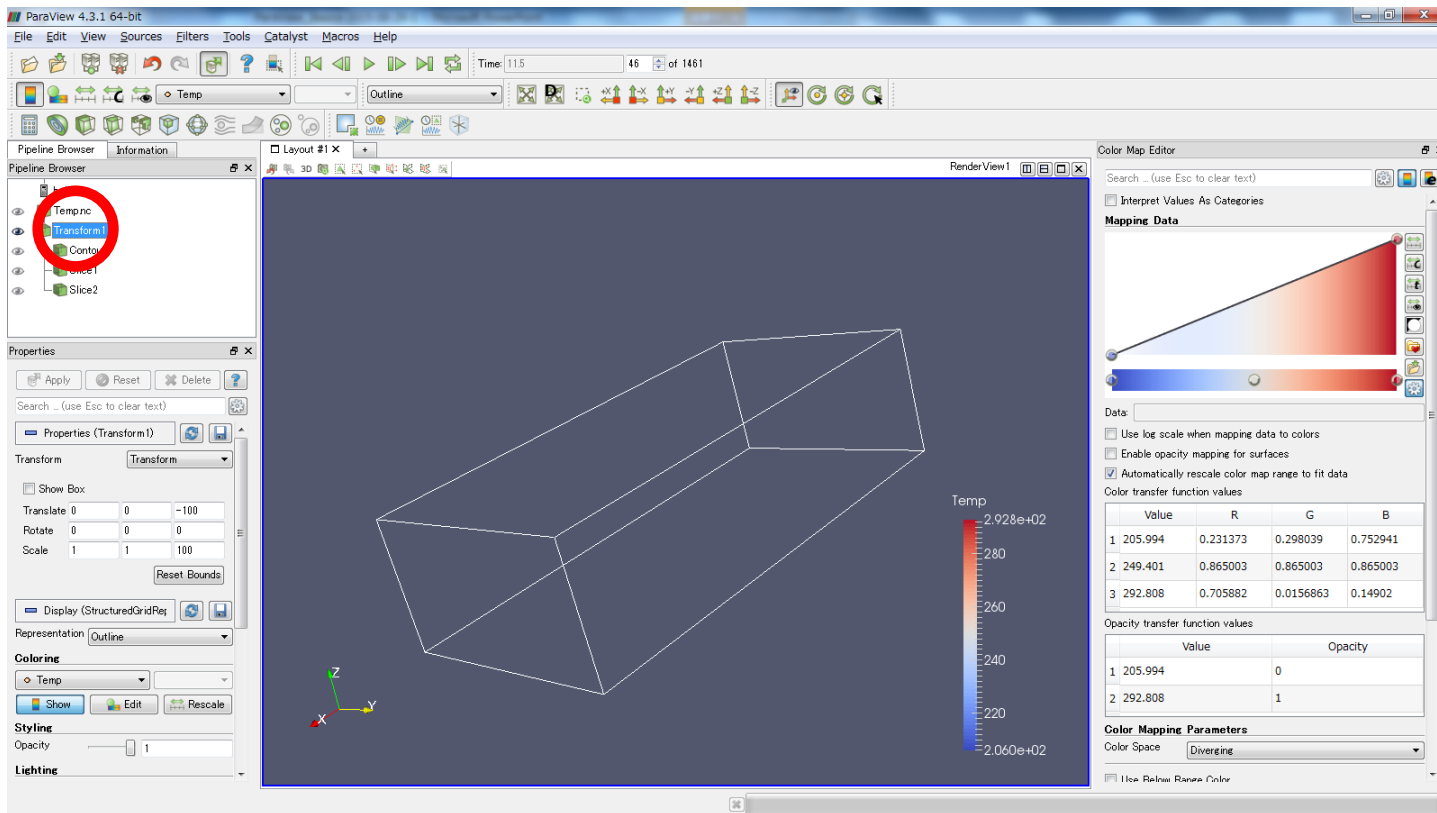 ParaView 4.3.1 64-bit
File Edit View Sources Filters Tools Catalyst Macros Help
Time: 11.5 46 of 1461
Temp Outline
Pipeline Browser Information Layout #1
Pipeline Browser
3D RenderView1
Temp.nc
Transform1
Slice1
Slice2
Properties
Apply Reset Delete
Search ... (use Esc to clear text)
Properties (Transform1)
Transform Transform
Show Box
Translate 0 0 -100
Rotate 0 0 0
Scale 1 1 100
Reset Bounds
Display (StructuredGridRep
Representation Outline
Coloring
Temp
Show Edit Rescale
Styling
Opacity 1
Lighting
Z
X
Y
Temp
2.928e+02
280
260
240
220
2.060e+02
Color Map Editor
Search ... (use Esc to clear text)
Interpret Values As Categories
Mapping Data
Data:
Use log scale when mapping data to colors
Enable opacity mapping for surfaces
Automatically rescale color map range to fit data
Color transfer function values
Value R G B
1 205.994 0.231373 0.298039 0.752941
2 249.401 0.865003 0.865003 0.865003
3 292.808 0.705882 0.0156863 0.14902
Opacity transfer function values
Value Opacity
1 205.994 0
2 292.808 1
Color Mapping Parameters
Color Space Diverging
Use Below Range Color